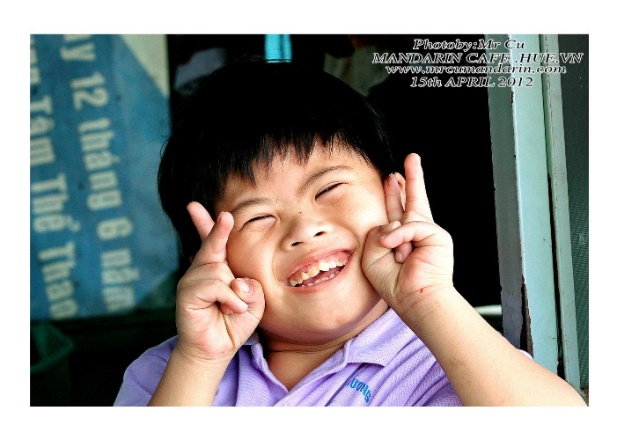 Photoby:Mr Cu
MANDARIN CAFE .HUE.VN
www.mrcumandarin.com
15th APRIL 2012
12 tháng 6 năm
Tâm Thể Thao